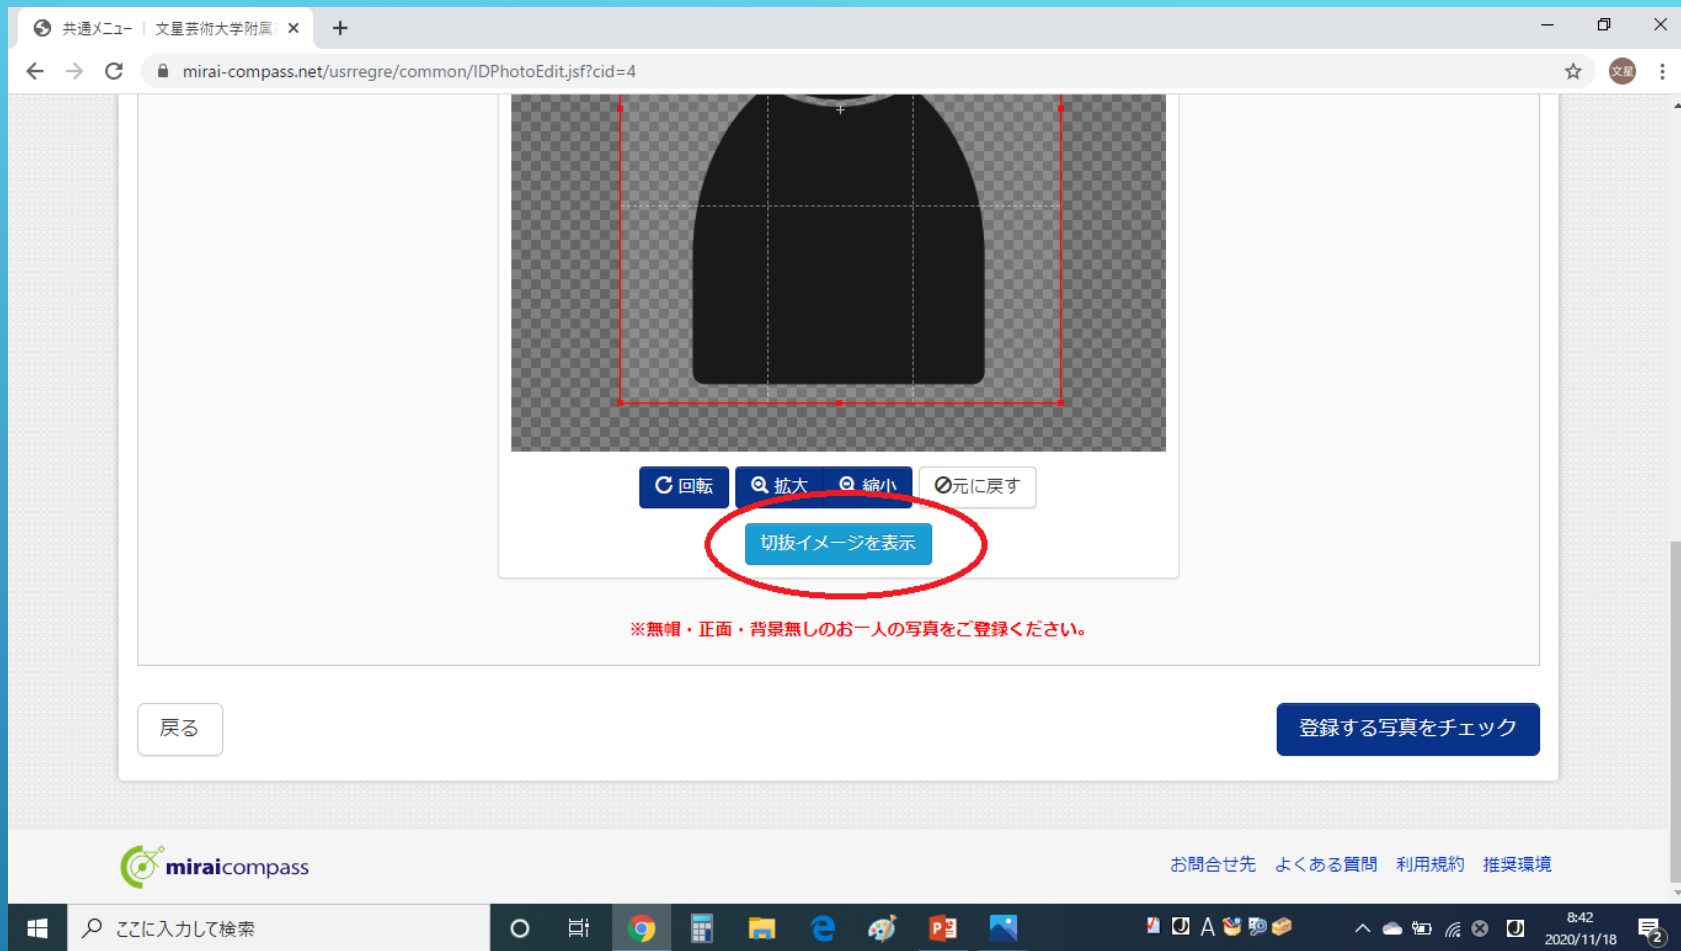 共通メニュー | 文星芸術大学附属
mirai-compass.net/usrregre/common/IDPhotoEdit.jsf?cid=4
文星
回転 拡大 縮小 元に戻す
切抜イメージを表示
※無帽・正面・背景無しのお一人の写真をご登録ください。
戻る
登録する写真をチェック
miraicompass
お問合せ先 よくある質問 利用規約 推奨環境
ここに入力して検索
A
8:42
2020/11/18
2